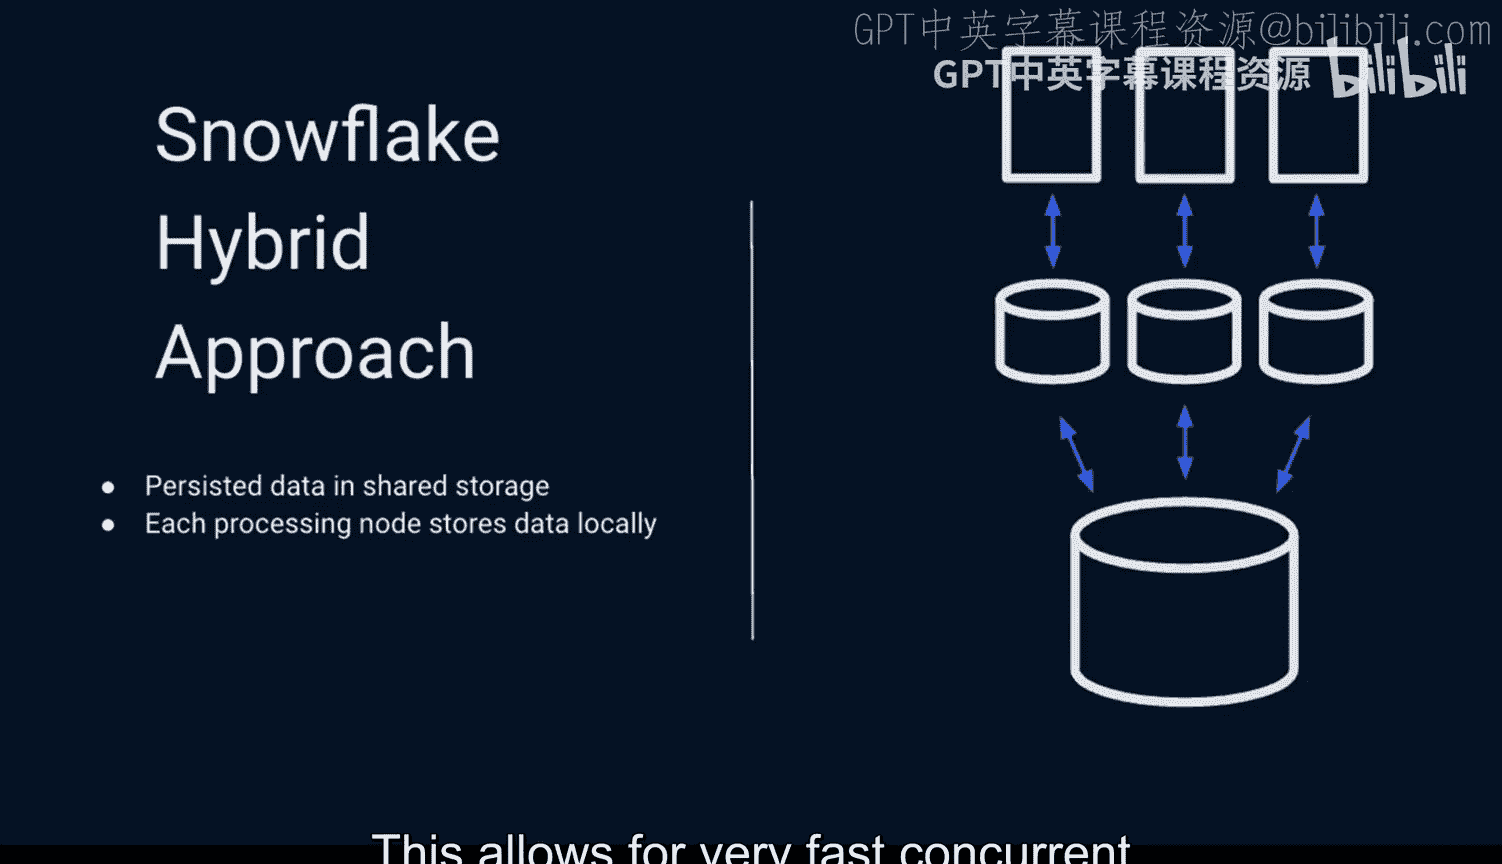 GPT中英字幕课程资源@bilibili.com
GPT中英字幕课程资源 bilibili
Snowflake
Hybrid
Approach
● Persisted data in shared storage
● Each processing node stores data locally
This allows for very fast concurrent